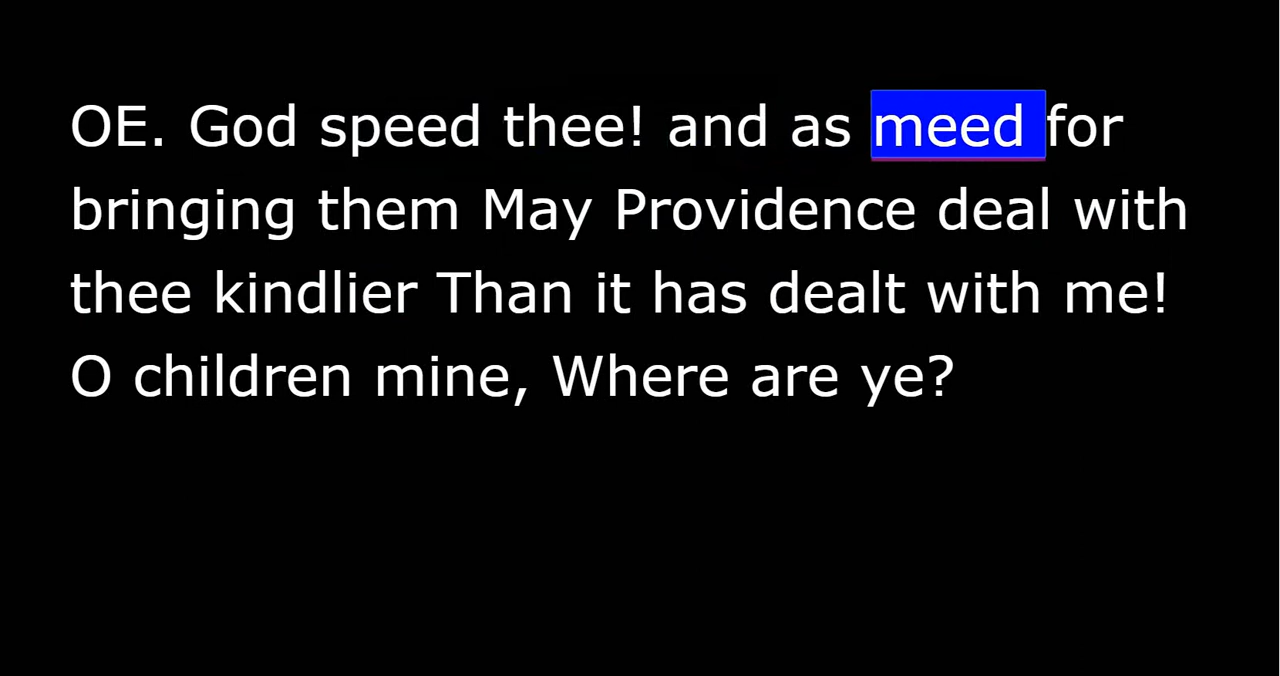 OE. God speed thee! and as meed for
bringing them May Providence deal with
thee kindlier Than it has dealt with me!
O children mine, Where are ye?